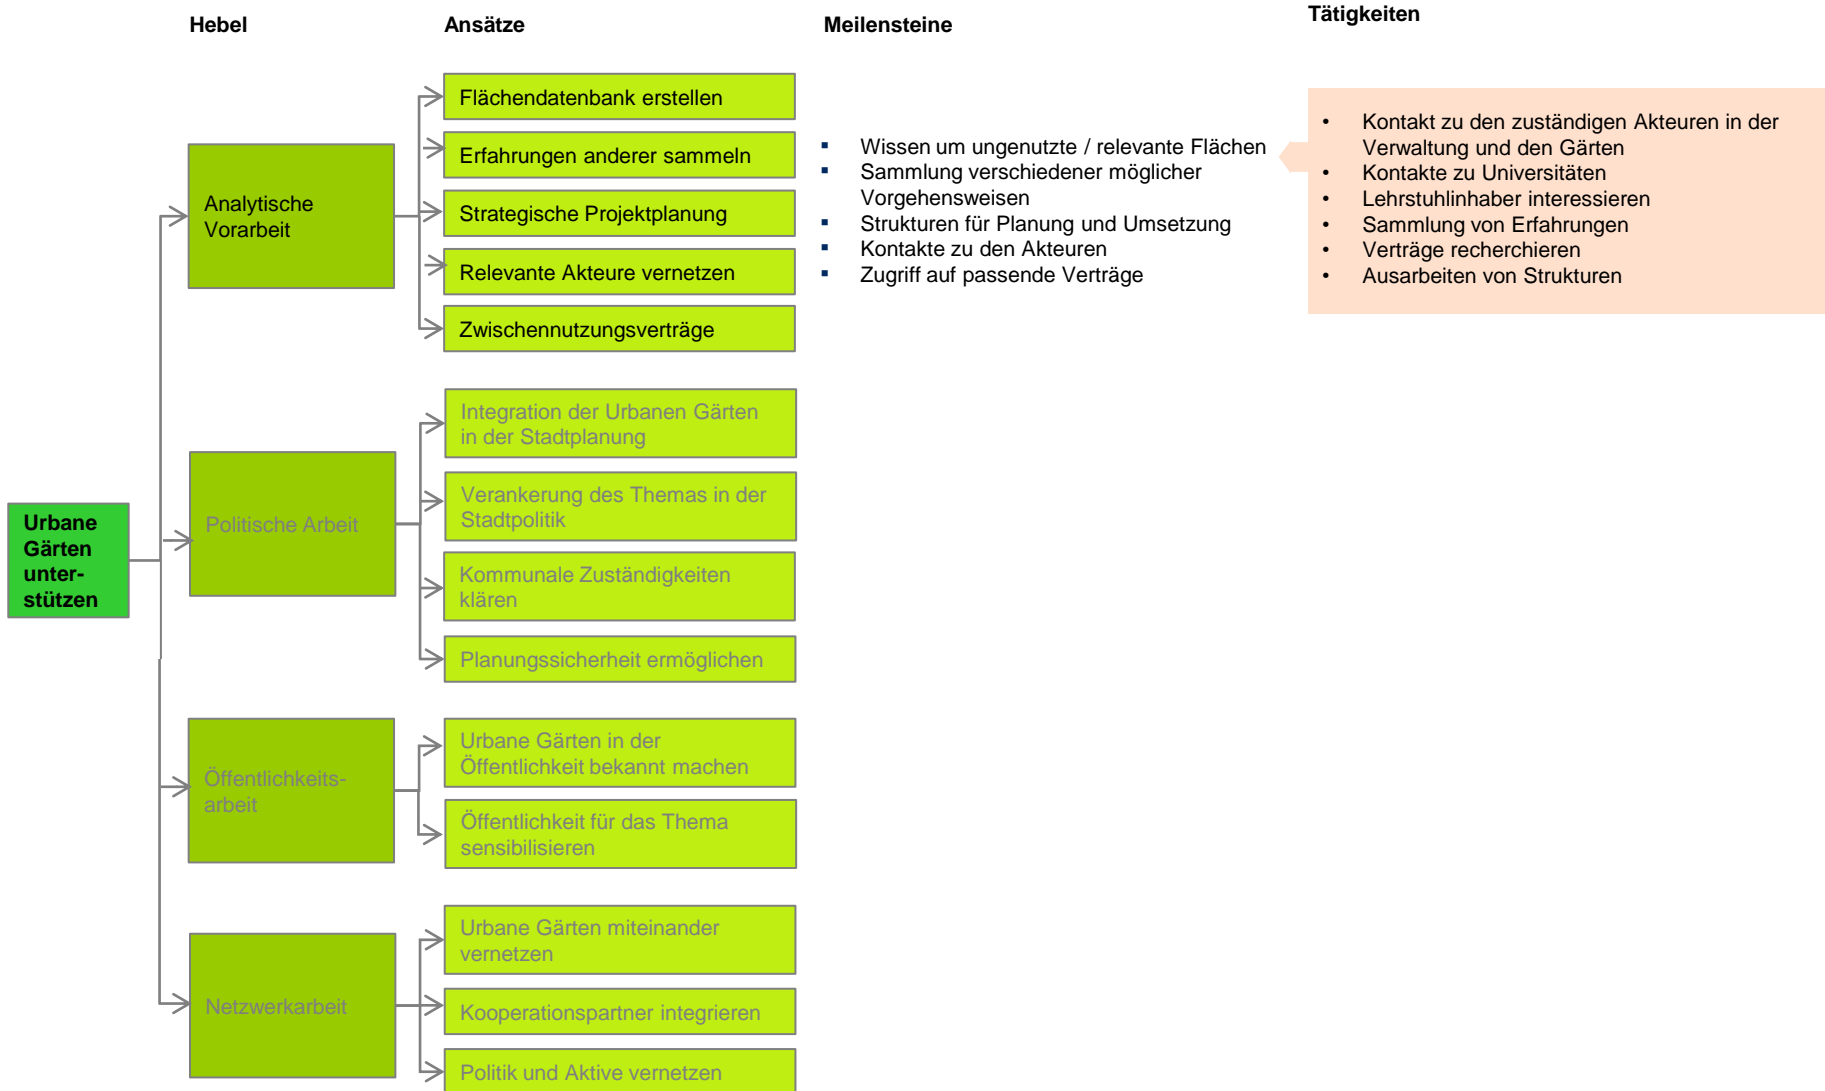 Hebel
Ansätze
Meilensteine
Tätigkeiten
Urbane
Gärten
unter-
stützen
Analytische
Vorarbeit
Flächendatenbank erstellen
Erfahrungen anderer sammeln
Strategische Projektplanung
Relevante Akteure vernetzen
Zwischennutzungsverträge
▪ Wissen um ungenutzte / relevante Flächen
▪ Sammlung verschiedener möglicher
Vorgehensweisen
▪ Strukturen für Planung und Umsetzung
▪ Kontakte zu den Akteuren
▪ Zugriff auf passende Verträge
• Kontakt zu den zuständigen Akteuren in der
Verwaltung und den Gärten
• Kontakte zu Universitäten
• Lehrstuhlinhaber interessieren
• Sammlung von Erfahrungen
• Verträge recherchieren
• Ausarbeiten von Strukturen
Politische Arbeit
Integration der Urbanen Gärten
in der Stadtplanung
Verankerung des Themas in der
Stadtpolitik
Kommunale Zuständigkeiten
klären
Planungssicherheit ermöglichen
Öffentlichkeits-
arbeit
Urbane Gärten in der
Öffentlichkeit bekannt machen
Öffentlichkeit für das Thema
sensibilisieren
Netzwerkarbeit
Urbane Gärten miteinander
vernetzen
Kooperationspartner integrieren
Politik und Aktive vernetzen